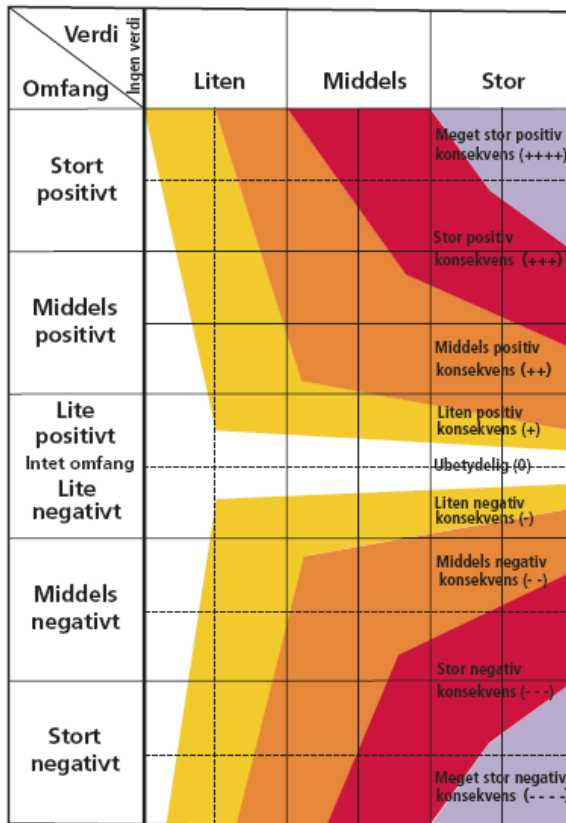 Verdi
Ingen verdi
Omfang
Liten
Middels
Stor
Stort
positivt
Meget stor positiv
konsekvens (++++)
Stor positiv
konsekvens (+++)
Middels
positivt
Middels positiv
konsekvens (++)
Lite
positivt
Liten positiv
konsekvens (+)
Intet omfang
Ubetydelig (0)
Lite
negativt
Liten negativ
konsekvens (-)
Middels
negativt
Middels negativ
konsekvens (- -)
Stor negativ
konsekvens (- - -)
Stort
negativt
Meget stor negativ
konsekvens (- - - -)